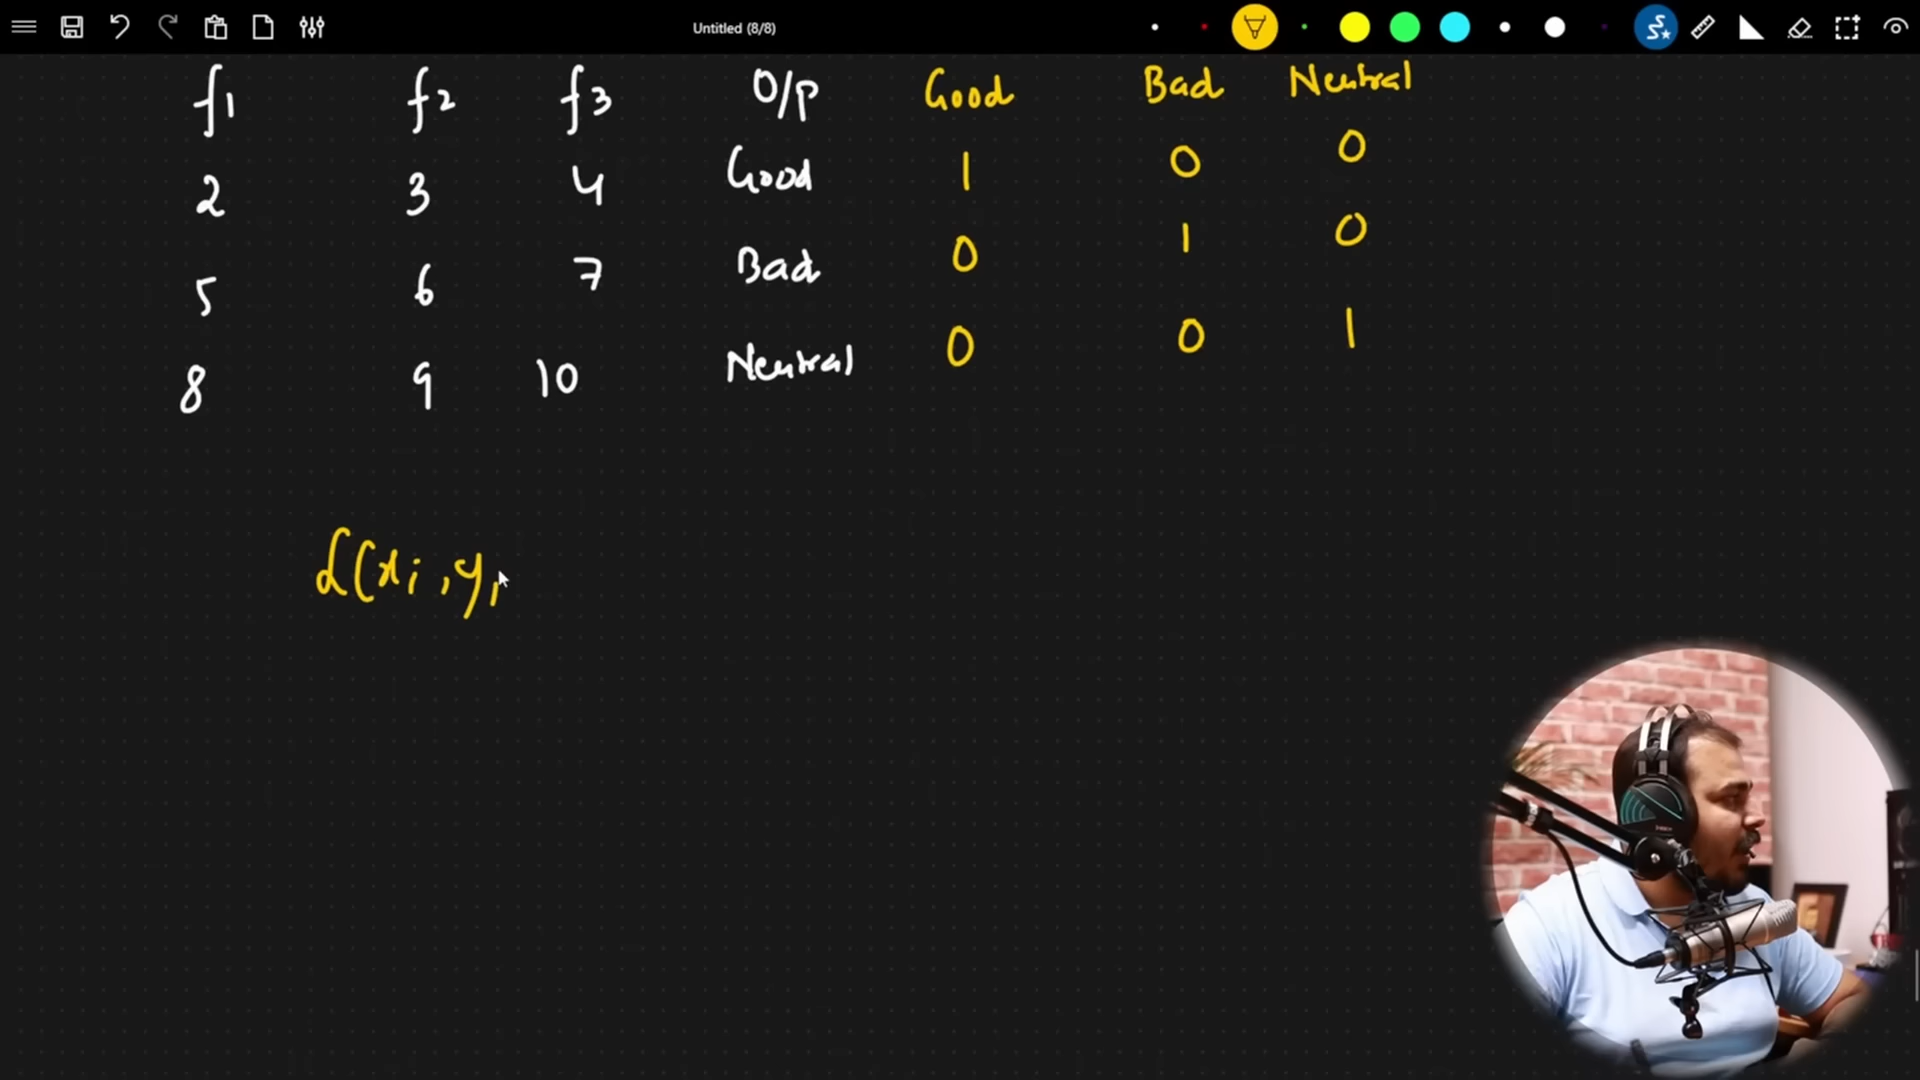 Untitled (8/8)
f1 f2 f3 O/P Good Bad Neutral
2 3 4 Good 1 0 0
5 6 7 Bad 0 1 0
8 9 10 Neutral 0 0 1
L(xi, yi